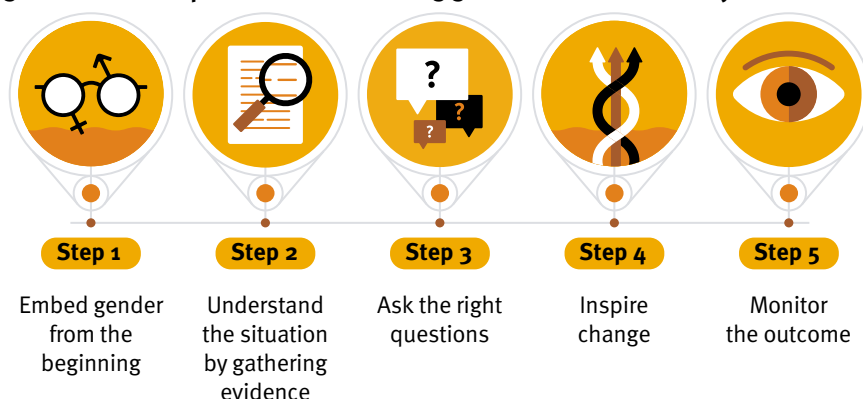 ?
?
?
Step 1
Step 2
Step 3
Step 4
Step 5
Embed gender
from the
beginning
Understand
the situation
by gathering
evidence
Ask the right
questions
Inspire
change
Monitor
the outcome